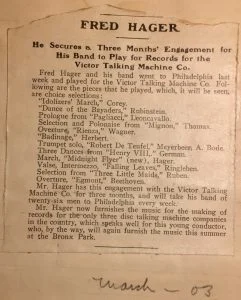 FRED HAGER
He Secures a Three Months' Engagement for
His Band to Play for Records for the
Victor Talking Machine Co.
Fred Hager and his band went to Philadelphia last
week and played for the Victor Talking Machine Co. Fol-
lowing are the pieces that he played, which, it will be seen,
are choice selections:
"Idolizers' March," Corey.
"Dance of the Bayaders," Rubinstein.
Prologue from "Pagliacci," Leoncavallo.
Selection and Polonaise from "Mignon," Thomas.
Overture, "Rienza," Wagner.
"Badinage," Herbert.
Trumpet solo, "Robert De Teufel," Meyerbeer, A. Bode.
Three Dances from "Henry VIII.," German.
March, "Midnight Flyer" (new), Hager.
Valse, Intermezzo, "Falling Leaves," Ringleben.
Selection from "Three Little Maids," Ruben.
Overture, "Egmont," Beethoven.
Mr. Hager has this engagement with the Victor Talking
Machine Co. for three months, and will take his band of
twenty-six men to Philadelphia every week.
Mr. Hager now furnishes the music for the making of
records for the only three disc talking machine companies
in the country, which speaks well for this young conductor,
who, by the way, will again furnish the music this summer
at the Bronx Park.
March - 03